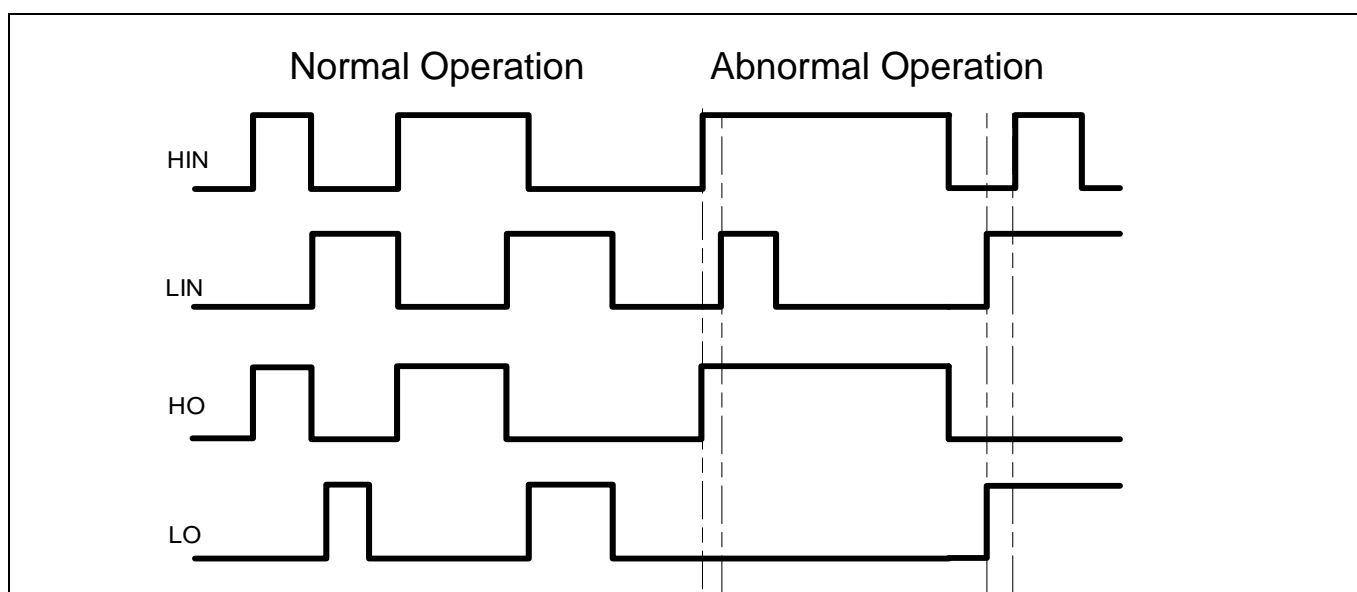 Normal Operation
Abnormal Operation
HIN
LIN
HO
LO